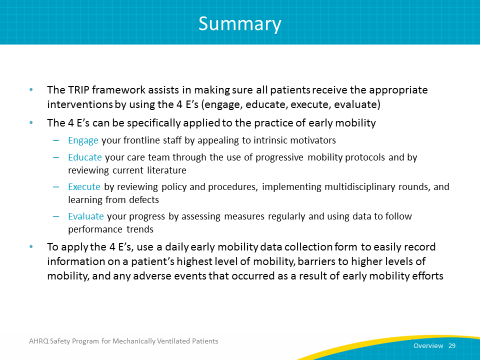 Summary
• The TRIP framework assists in making sure all patients receive the appropriate
interventions by using the 4 E's (engage, educate, execute, evaluate)
• The 4 E's can be specifically applied to the practice of early mobility
– Engage your frontline staff by appealing to intrinsic motivators
– Educate your care team through the use of progressive mobility protocols and by
reviewing current literature
– Execute by reviewing policy and procedures, implementing multidisciplinary rounds, and
learning from defects
– Evaluate your progress by assessing measures regularly and using data to follow
performance trends
• To apply the 4 E's, use a daily early mobility data collection form to easily record
information on a patient's highest level of mobility, barriers to higher levels of
mobility, and any adverse events that occurred as a result of early mobility efforts
AHRQ Safety Program for Mechanically Ventilated Patients
Overview 29